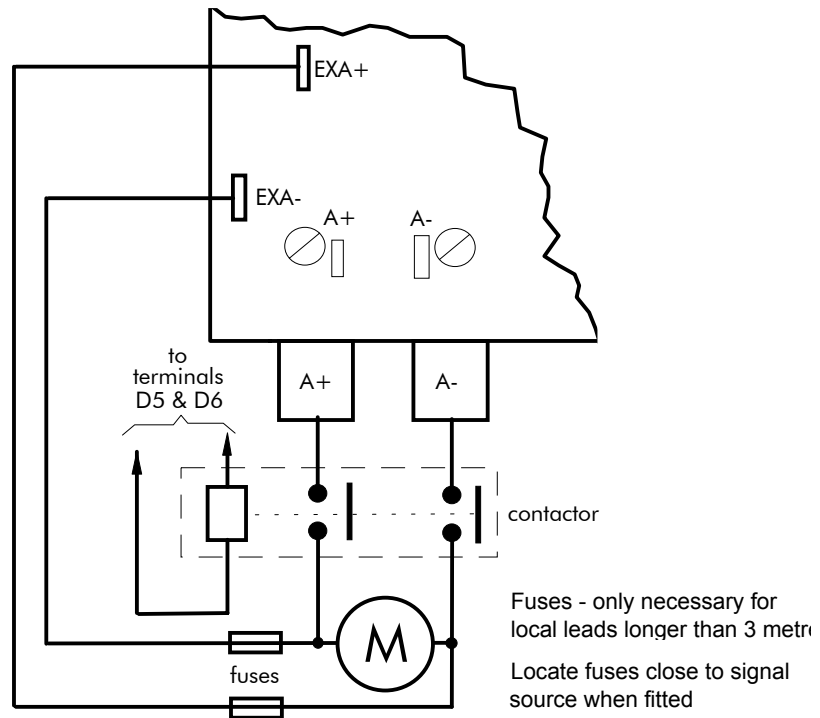 EXA+
EXA-
A+
A-
to
terminals
D5 & D6
A+
A-
contactor
M
fuses
Fuses - only necessary for
local leads longer than 3 metr
Locate fuses close to signal
source when fitted